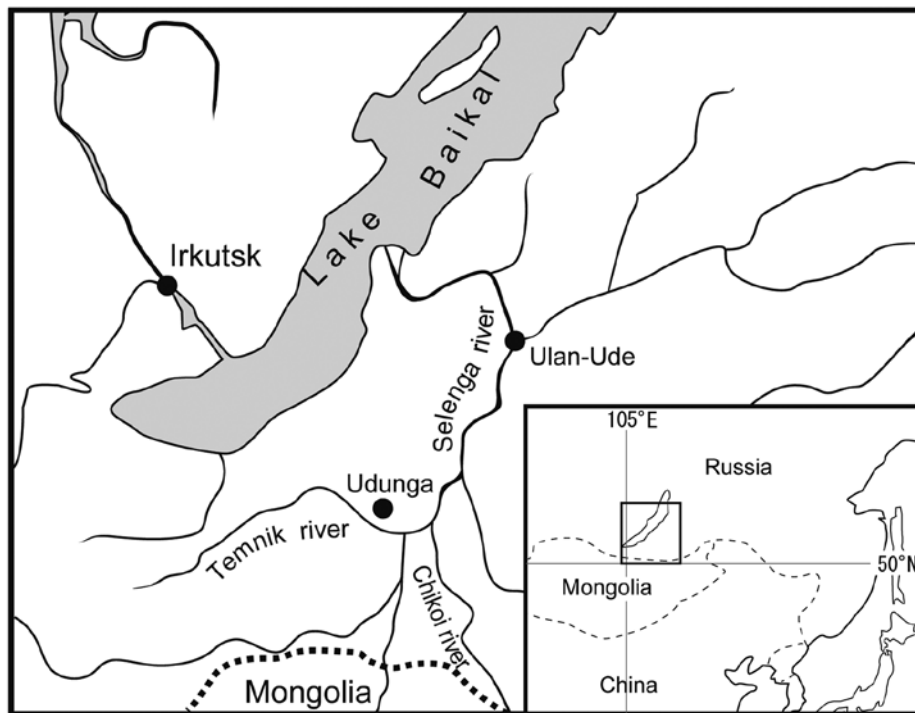 Lake Baikal
Irkutsk
Ulan-Ude
Selenga river
Udunga
Temnik river
Chikoi river
Mongolia
105°E
Russia
50°N
Mongolia
China